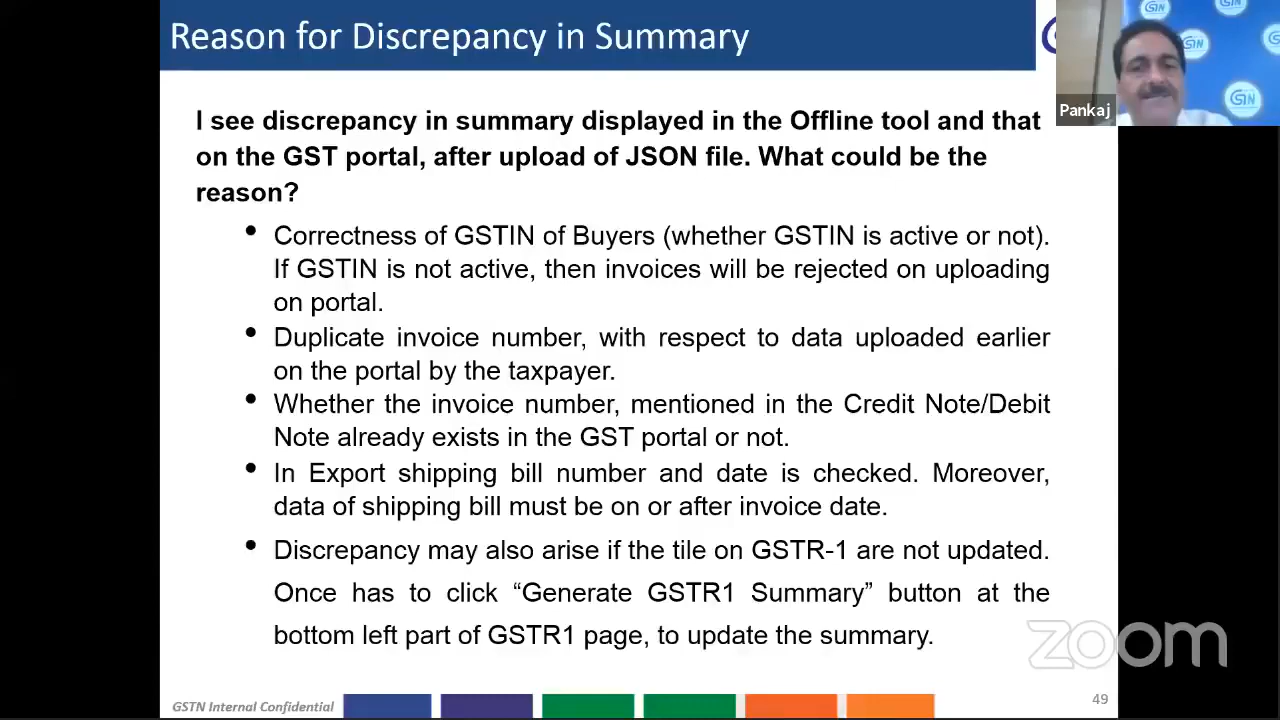 Reason for Discrepancy in Summary
Pankaj
GSTN
I see discrepancy in summary displayed in the Offline tool and that
on the GST portal, after upload of JSON file. What could be the
reason?
• Correctness of GSTIN of Buyers (whether GSTIN is active or not).
If GSTIN is not active, then invoices will be rejected on uploading
on portal.
• Duplicate invoice number, with respect to data uploaded earlier
on the portal by the taxpayer.
• Whether the invoice number, mentioned in the Credit Note/Debit
Note already exists in the GST portal or not.
• In Export shipping bill number and date is checked. Moreover,
data of shipping bill must be on or after invoice date.
• Discrepancy may also arise if the tile on GSTR-1 are not updated.
Once has to click “Generate GSTR1 Summary” button at the
bottom left part of GSTR1 page, to update the summary.
zoom
GSTN Internal Confidential
49